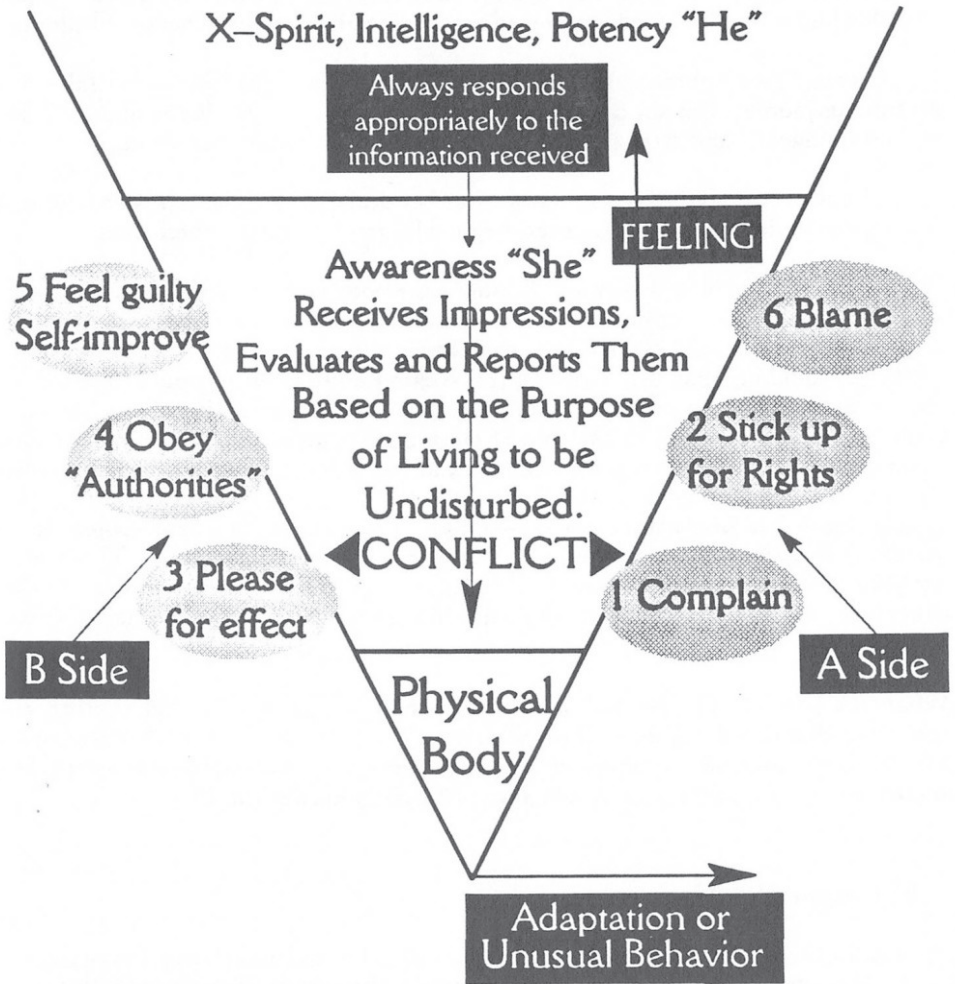 X–Spirit, Intelligence, Potency “He”
Always responds
appropriately to the
information received
FEELING
Awareness “She”
Receives Impressions,
Evaluates and Reports Them
Based on the Purpose
of Living to be
Undisturbed.
CONFLICT
5 Feel guilty
Self-improve
4 Obey
“Authorities”
3 Please
for effect
B Side
6 Blame
2 Stick up
for Rights
1 Complain
A Side
Physical
Body
Adaptation or
Unusual Behavior